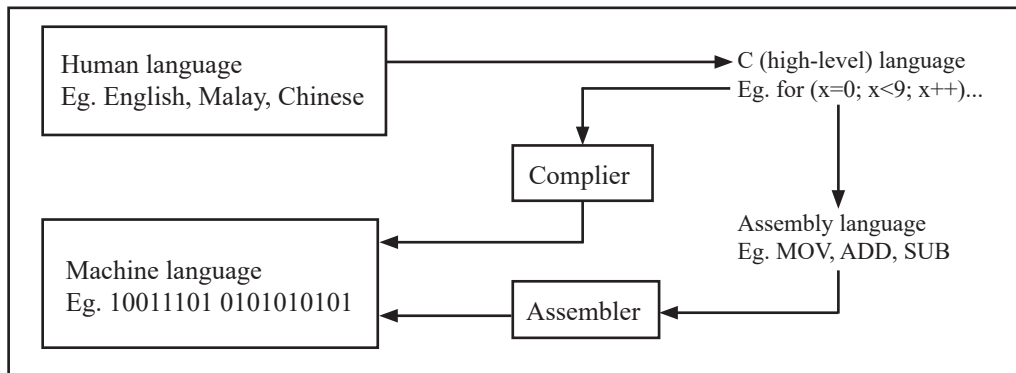 Human language
Eg. English, Malay, Chinese
C (high-level) language
Eg. for (x=0; x<9; x++)...
Complier
Assembly language
Eg. MOV, ADD, SUB
Machine language
Eg. 10011101 0101010101
Assembler